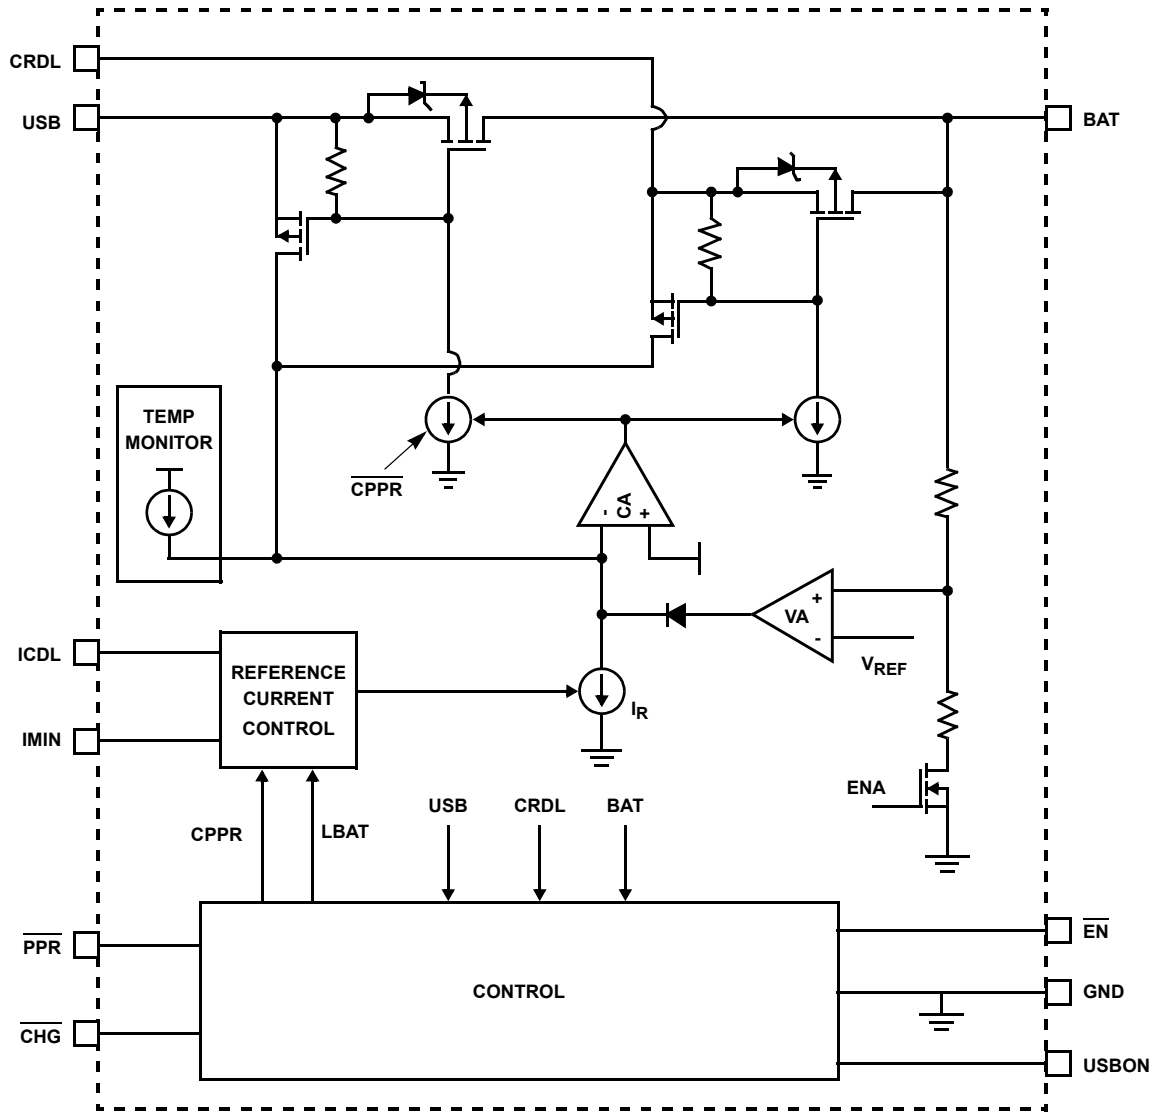 CRDL
USB
BAT
TEMP
MONITOR
CPPR
-
CA
+
+
VA
-
VREF
ICDL
IMIN
REFERENCE
CURRENT
CONTROL
IR
ENA
CPPR
LBAT
USB
CRDL
BAT
PPR
CHG
CONTROL
EN
GND
USBON